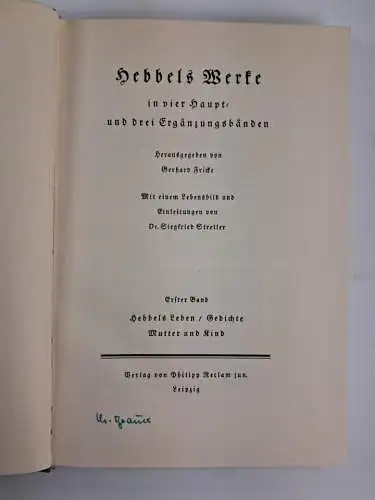 Hebbels Werke
in vier Haupt-
und drei Ergänzungsbänden
Herausgegeben von
Gerhard Fricke
Mit einem Lebensbild und
Einleitungen von
Dr. Siegfried Streller
Erster Band
Hebbels Leben / Gedichte
Mutter und Kind
Verlag von Philipp Reclam jun.
Leipzig